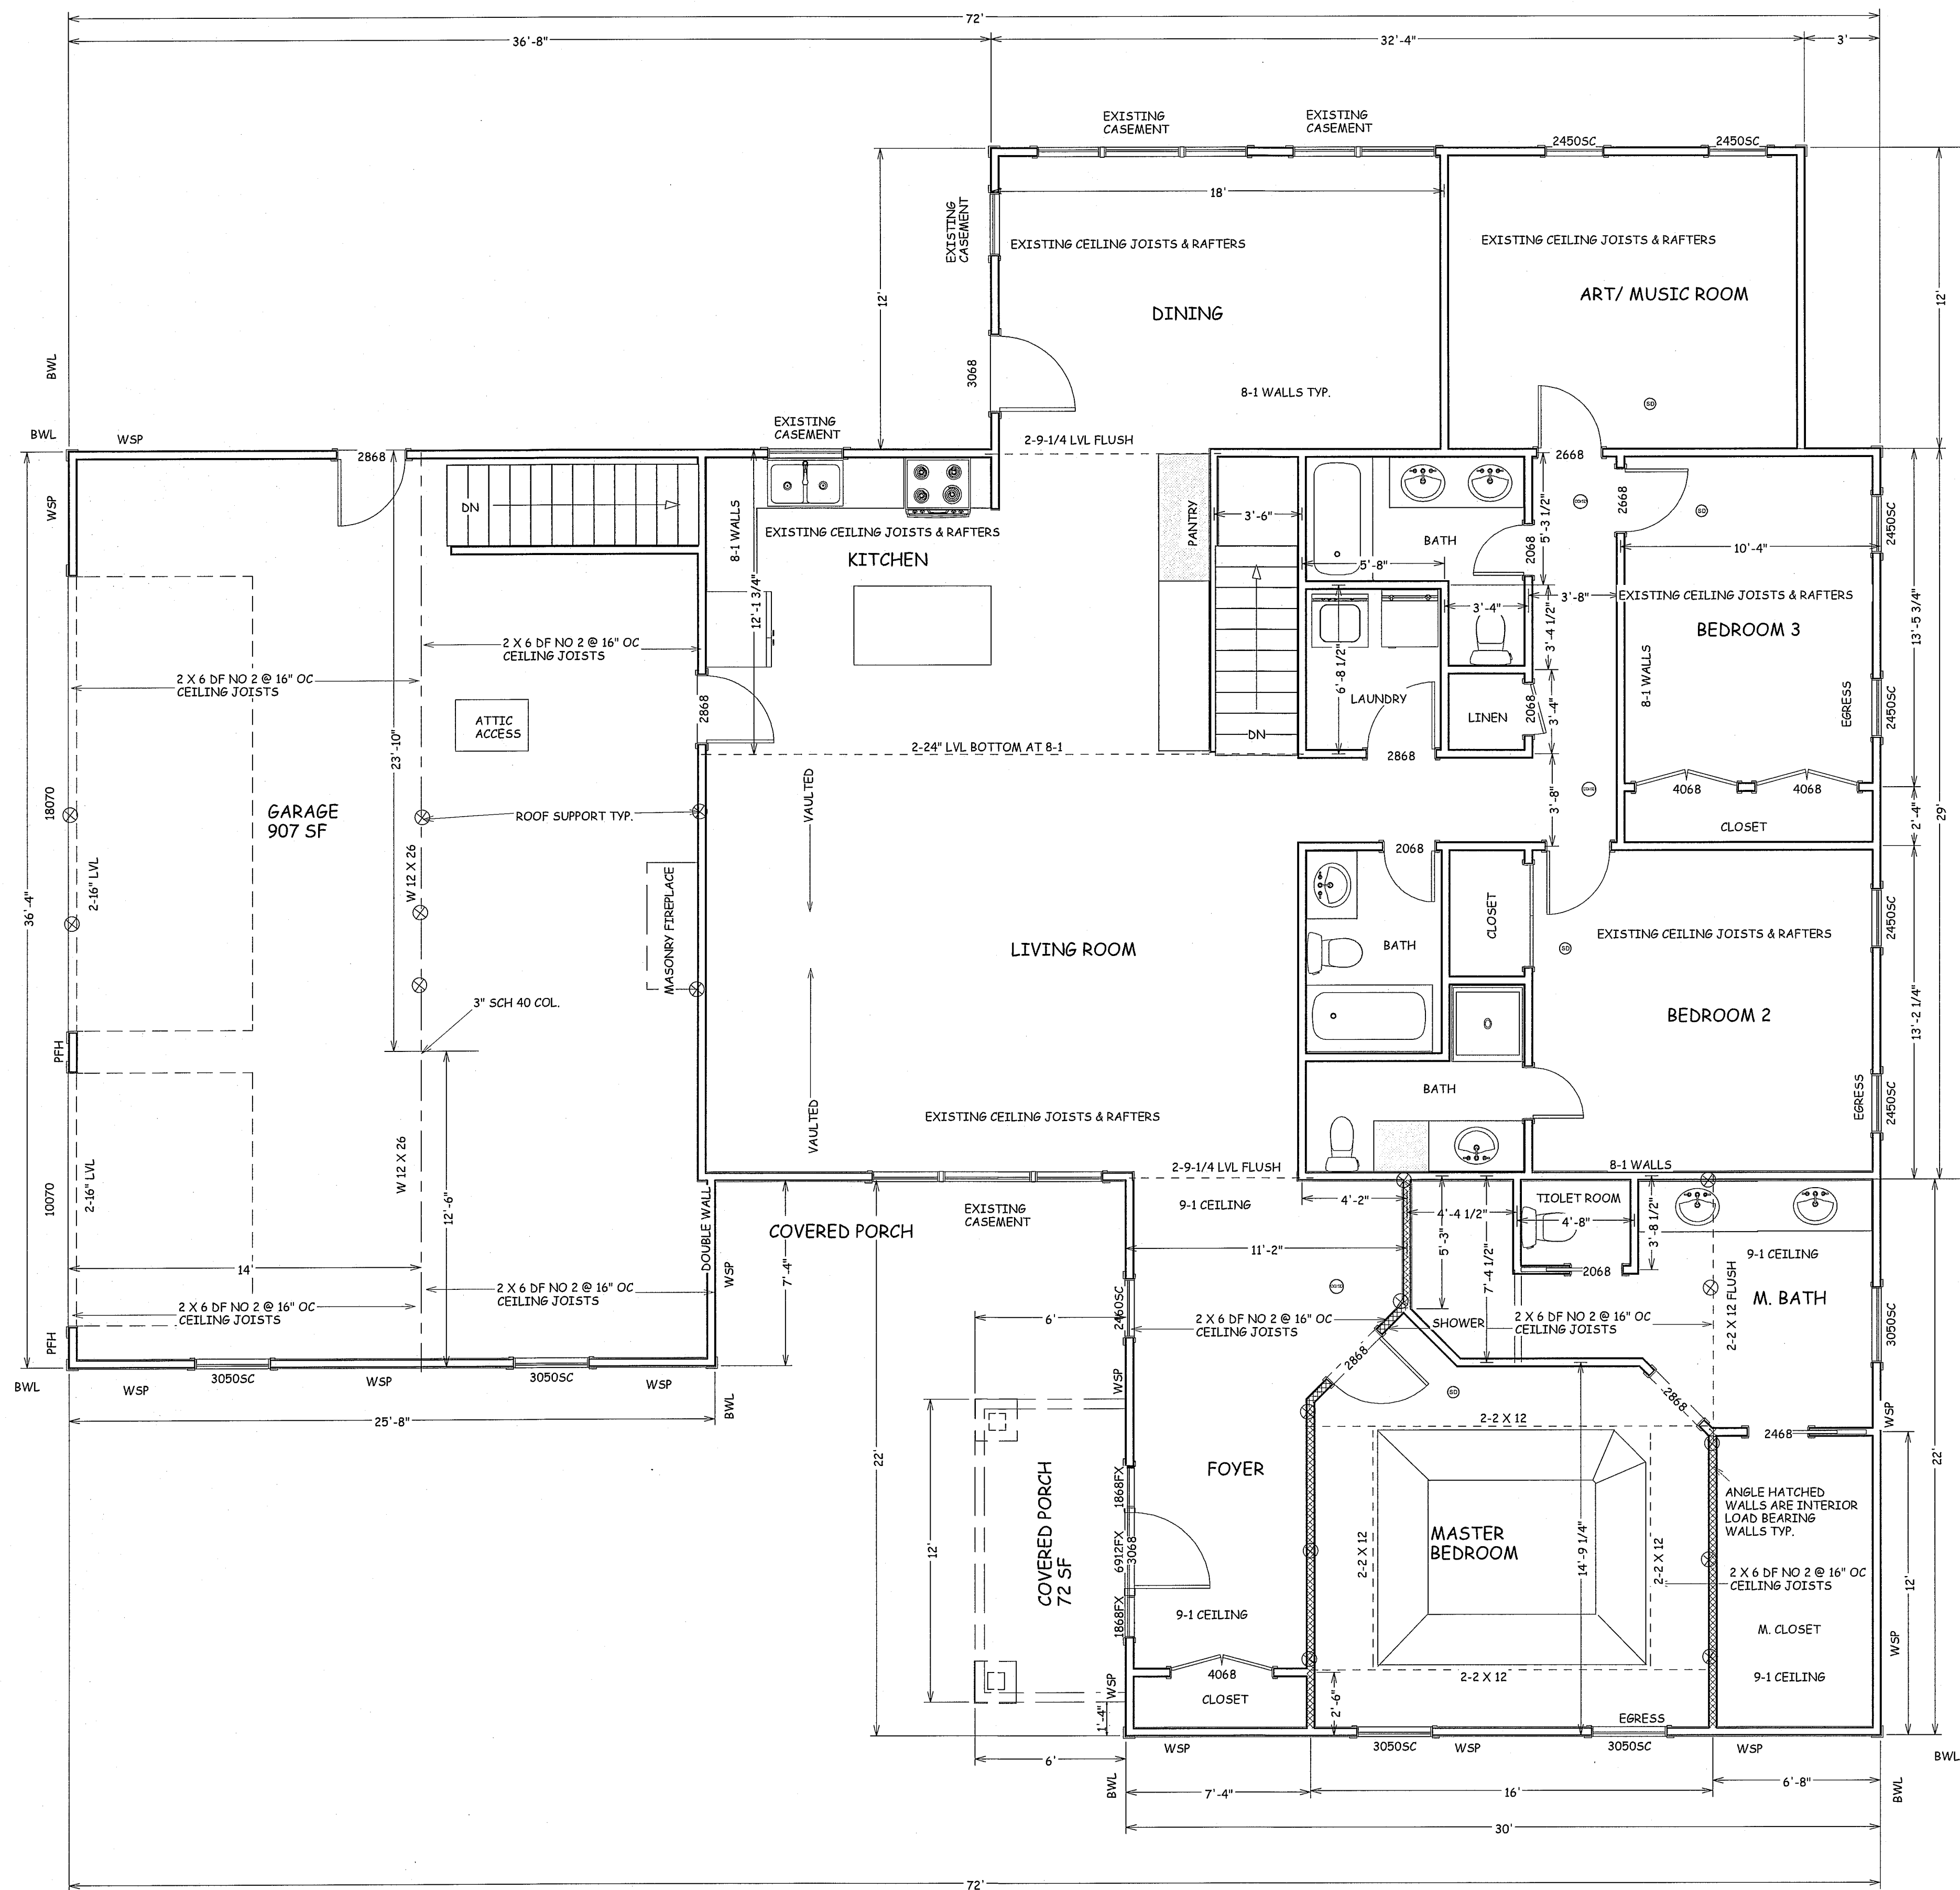 72'
36'-8"
32'-4"
3'
EXISTING
CASEMENT
EXISTING
CASEMENT
2450SC
2450SC
18'
EXISTING
CASEMENT
EXISTING CEILING JOISTS & RAFTERS
EXISTING CEILING JOISTS & RAFTERS
ART/ MUSIC ROOM
DINING
12'
12'
3068
BWL
8-1 WALLS TYP.
SD
BWL
WSP
EXISTING
CASEMENT
2-9-1/4 LVL FLUSH
2868
2668
WSP
DN
8-1 WALLS
EXISTING CEILING JOISTS & RAFTERS
KITCHEN
PANTRY
3'-6"
BATH
5'-8"
2068
5'-3 1/2"
2668
SD
10'-4"
2450SC
12'-1 3/4"
3'-4"
3'-8"
EXISTING CEILING JOISTS & RAFTERS
BEDROOM 3
13'-5 3/4"
2 X 6 DF NO 2 @ 16" OC
CEILING JOISTS
2 X 6 DF NO 2 @ 16" OC
CEILING JOISTS
3'-4 1/2"
6'-8 1/2"
LAUNDRY
LINEN
2068
3'-4"
8-1 WALLS
EGRESS
2450SC
ATTIC
ACCESS
2868
23'-10"
2-24" LVL BOTTOM AT 8-1
DN
2868
VAULTED
4068
4068
18070
GARAGE
907 SF
ROOF SUPPORT TYP.
3'-8"
CLOSET
2'-4"
29'
2068
36'-4"
2-16" LVL
W 12 X 26
MASONRY FIREPLACE
LIVING ROOM
BATH
CLOSET
SD
EXISTING CEILING JOISTS & RAFTERS
2450SC
3" SCH 40 COL.
BEDROOM 2
13'-2 1/4"
PFH
BATH
EGRESS
2450SC
VAULTED
EXISTING CEILING JOISTS & RAFTERS
W 12 X 26
12'-6"
2-9-1/4 LVL FLUSH
8-1 WALLS
10070
2-16" LVL
DOUBLE WALL
COVERED PORCH
EXISTING
CASEMENT
9-1 CEILING
4'-2"
4'-4 1/2"
TIOLET ROOM
4'-8"
3'-8 1/2"
11'-2"
5'-3"
7'-4 1/2"
9-1 CEILING
14'
7'-4"
WSP
2068
M. BATH
2 X 6 DF NO 2 @ 16" OC
CEILING JOISTS
2 X 6 DF NO 2 @ 16" OC
CEILING JOISTS
6'
2460SC
2 X 6 DF NO 2 @ 16" OC
CEILING JOISTS
SHOWER
2 X 6 DF NO 2 @ 16" OC
CEILING JOISTS
2-2 X 12 FLUSH
3050SC
PFH
BWL
WSP
3050SC
WSP
3050SC
WSP
BWL
25'-8"
WSP
2868
SD
2868
WSP
2-2 X 12
2468
22'
12'
COVERED PORCH
72 SF
FOYER
1868FX
6912FX
3068
1868FX
MASTER
BEDROOM
2-2 X 12
14'-9 1/4"
2-2 X 12
ANGLE HATCHED
WALLS ARE INTERIOR
LOAD BEARING
WALLS TYP.
2 X 6 DF NO 2 @ 16" OC
CEILING JOISTS
12'
22'
9-1 CEILING
M. CLOSET
WSP
4068
2-2 X 12
9-1 CEILING
WSP
CLOSET
2'-6"
1'-4"
EGRESS
WSP
3050SC
WSP
3050SC
WSP
BWL
6'
BWL
7'-4"
16'
6'-8"
BWL
30'
72'